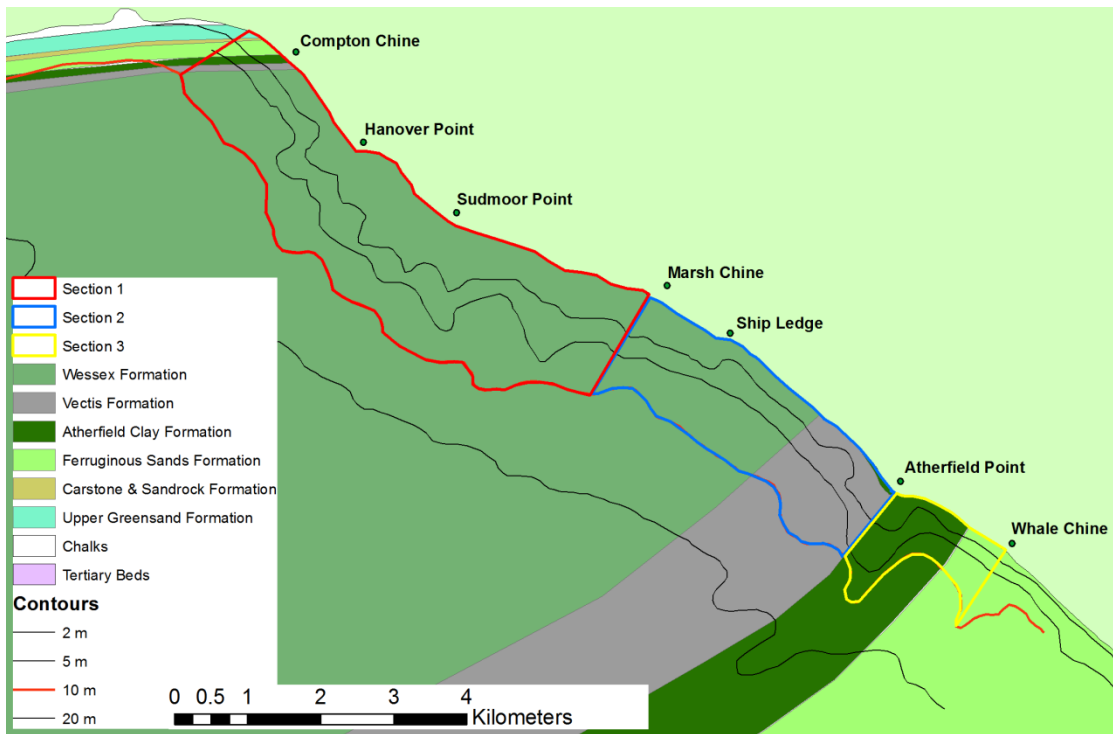 Compton Chine
Hanover Point
Sudmoor Point
Marsh Chine
Ship Ledge
Atherfield Point
Whale Chine
Section 1
Section 2
Section 3
Wessex Formation
Vectis Formation
Atherfield Clay Formation
Ferruginous Sands Formation
Carstone & Sandrock Formation
Upper Greensand Formation
Chalks
Tertiary Beds
Contours
2 m
5 m
10 m
20 m
0 0.5 1 2 3 4
Kilometers